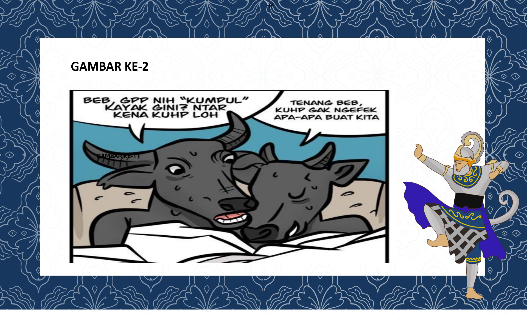 GAMBAR KE-2
BEB, GPP NIH "KUMPUL"
KAYAK GINI? NTAR
KENA KUHP LOH
TENANG BEB,
KUHP GAK NGEFEK
APA-APA BUAT KITA